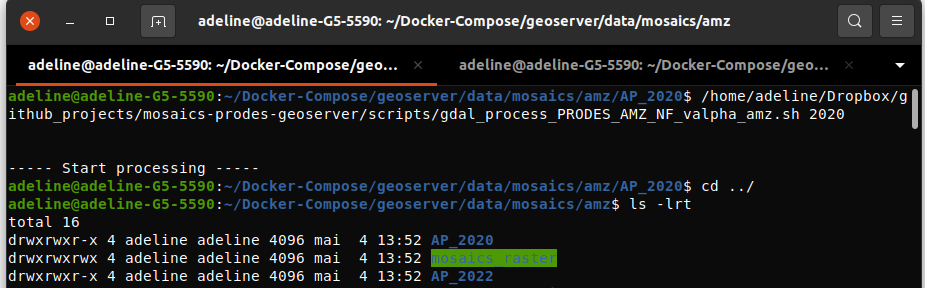 adeline@adeline-G5-5590: ~/Docker-Compose/geoserver/data/mosaics/amz
adeline@adeline-G5-5590: ~/Docker-Compose/geo... × adeline@adeline-G5-5590: ~/Docker-Compose/geo... ×
adeline@adeline-G5-5590:~/Docker-Compose/geoserver/data/mosaics/amz/AP_2020$ /home/adeline/Dropbox/g
ithub_projects/mosaics-prodes-geoserver/scripts/gdal_process_PRODES_AMZ_NF_valpha_amz.sh 2020
----- Start processing -----
adeline@adeline-G5-5590:~/Docker-Compose/geoserver/data/mosaics/amz/AP_2020$ cd ../
adeline@adeline-G5-5590:~/Docker-Compose/geoserver/data/mosaics/amz$ ls -lrt
total 16
drwxrwxr-x 4 adeline adeline 4096 mai  4 13:52 AP_2020
drwxrwxrwx 4 adeline adeline 4096 mai  4 13:52 mosaics_raster
drwxrwxr-x 4 adeline adeline 4096 mai  4 13:52 AP_2022